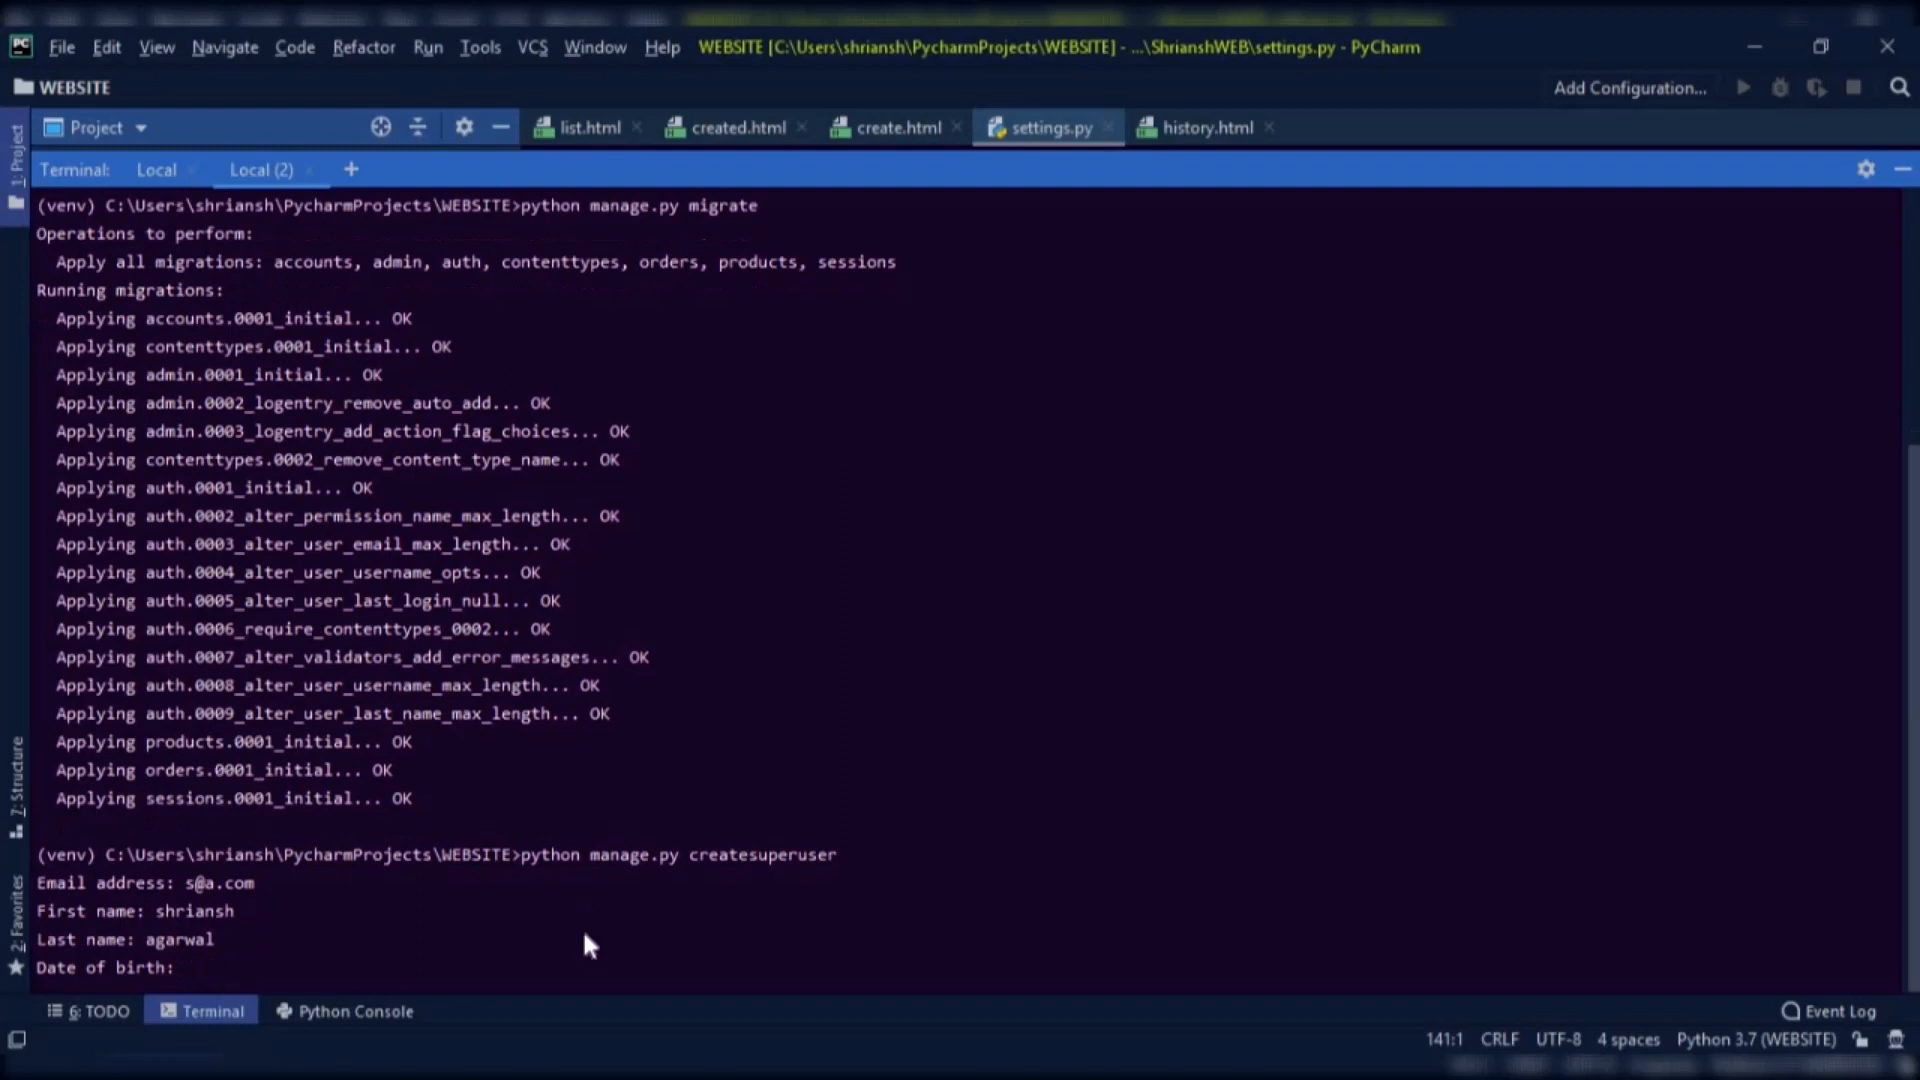 File Edit View Navigate Code Refactor Run Tools VCS Window Help WEBSITE [C:\Users\shriansh\PycharmProjects\WEBSITE] - ...\ShrianshWEB\settings.py - PyCharm
WEBSITE Add Configuration...
Project list.html created.html create.html settings.py history.html
1: Project
Terminal: Local Local (2) +
(venv) C:\Users\shriansh\PycharmProjects\WEBSITE>python manage.py migrate
Operations to perform:
Apply all migrations: accounts, admin, auth, contenttypes, orders, products, sessions
Running migrations:
Applying accounts.0001_initial... OK
Applying contenttypes.0001_initial... OK
Applying admin.0001_initial... OK
Applying admin.0002_logentry_remove_auto_add... OK
Applying admin.0003_logentry_add_action_flag_choices... OK
Applying contenttypes.0002_remove_content_type_name... OK
Applying auth.0001_initial... OK
Applying auth.0002_alter_permission_name_max_length... OK
Applying auth.0003_alter_user_email_max_length... OK
Applying auth.0004_alter_user_username_opts... OK
Applying auth.0005_alter_user_last_login_null... OK
Applying auth.0006_require_contenttypes_0002... OK
Applying auth.0007_alter_validators_add_error_messages... OK
Applying auth.0008_alter_user_username_max_length... OK
Applying auth.0009_alter_user_last_name_max_length... OK
Applying products.0001_initial... OK
Applying orders.0001_initial... OK
Applying sessions.0001_initial... OK
7: Structure
(venv) C:\Users\shriansh\PycharmProjects\WEBSITE>python manage.py createsuperuser
Email address: s@a.com
First name: shriansh
Last name: agarwal
Date of birth:
2: Favorites
6: TODO Terminal Python Console Event Log
141:1 CRLF UTF-8 4 spaces Python 3.7 (WEBSITE)